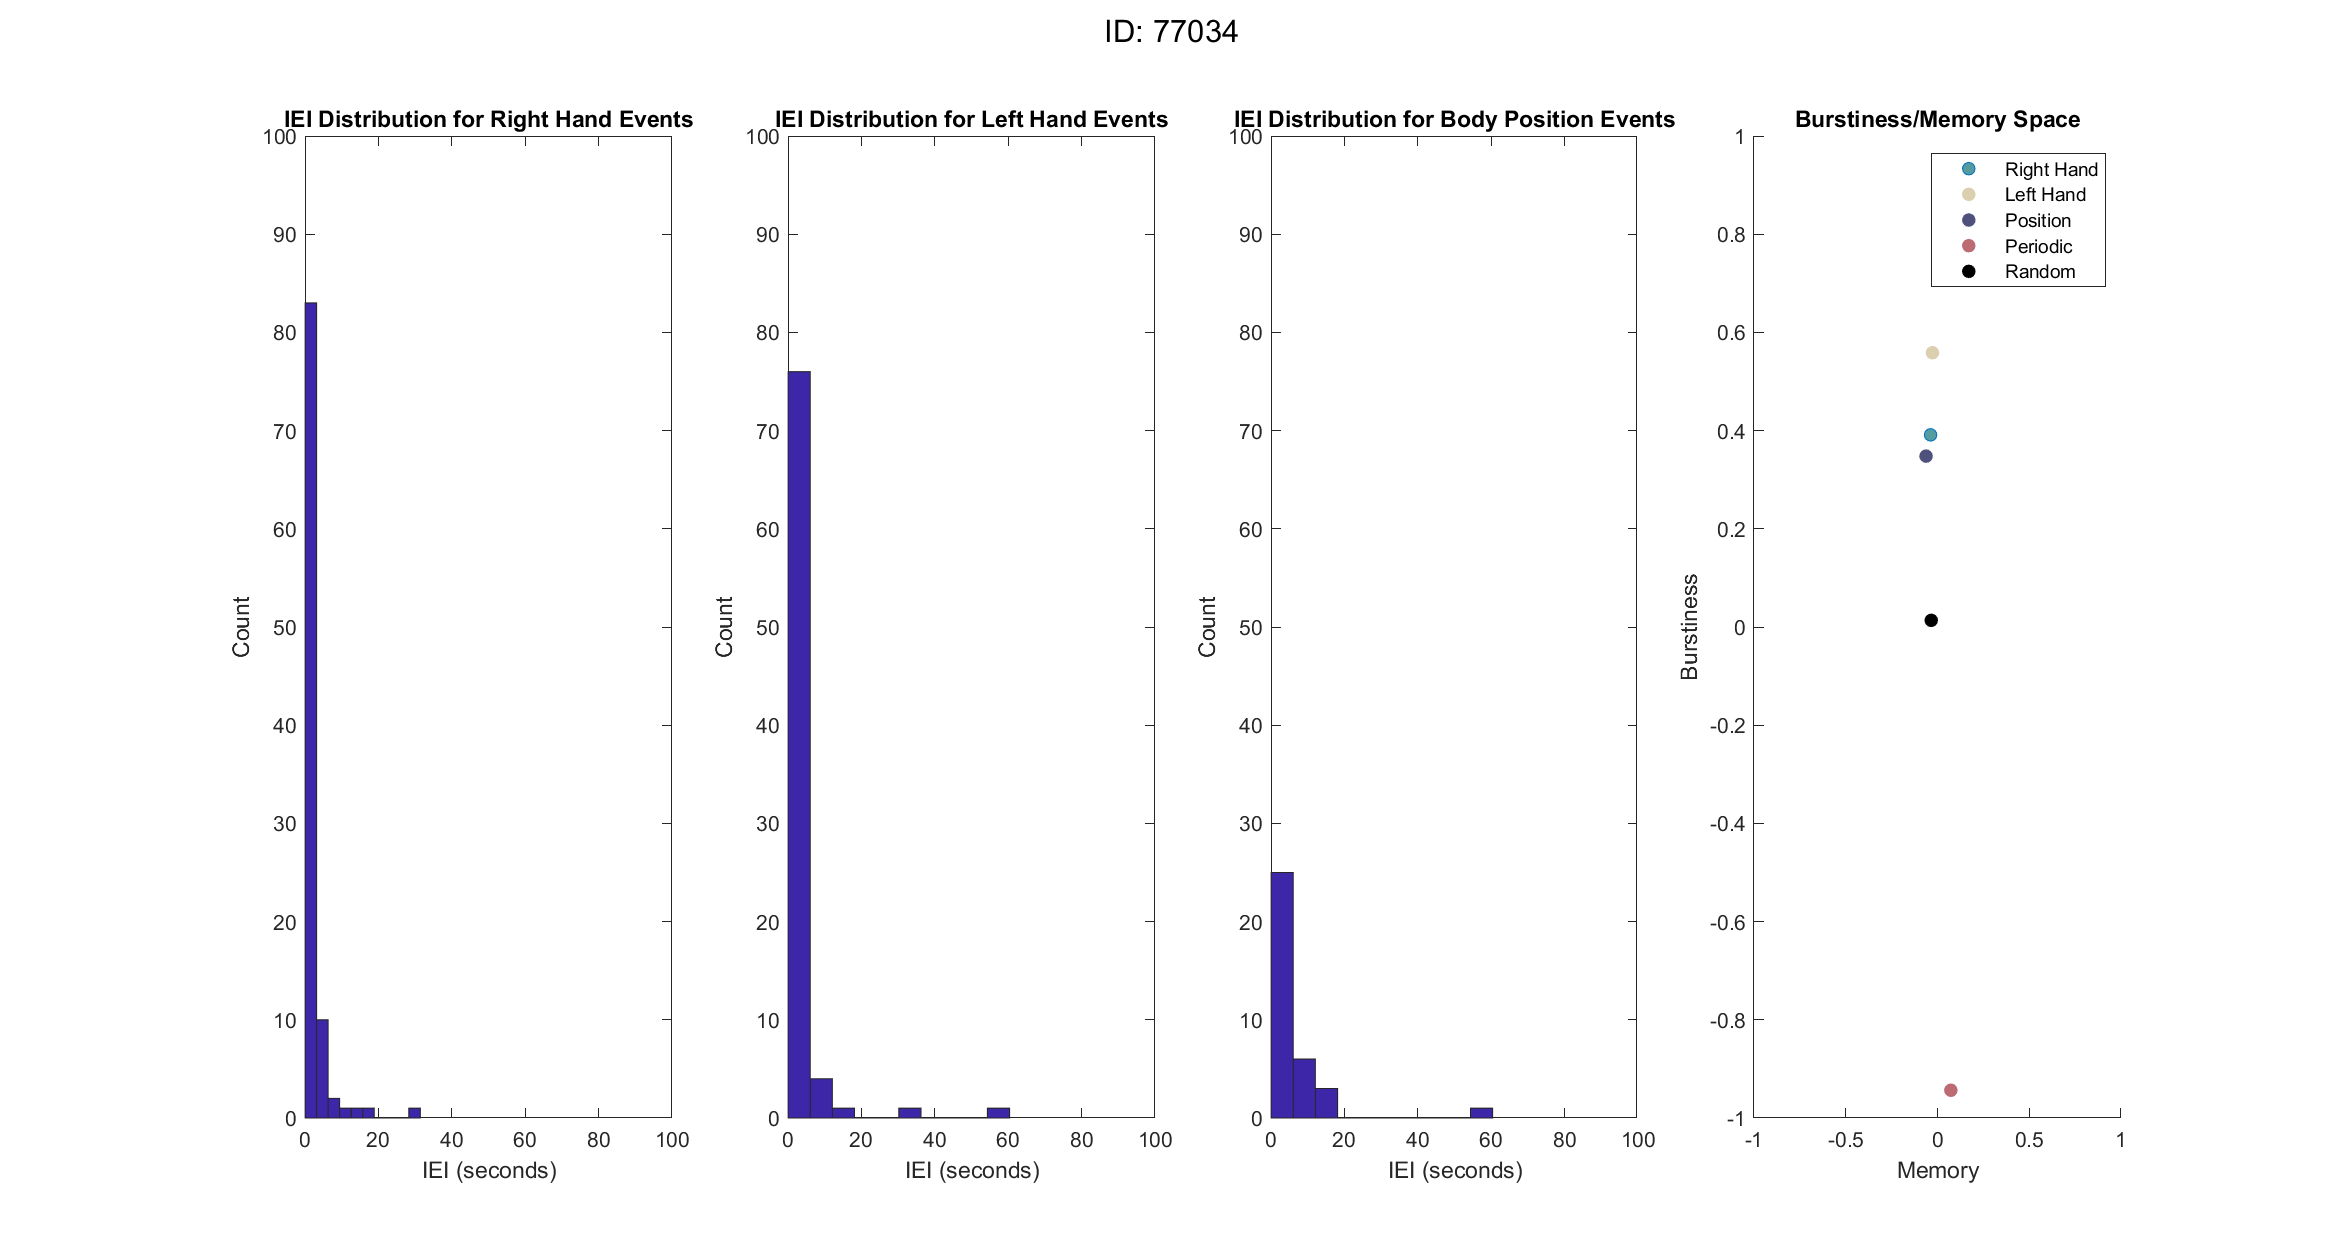 ID: 77034
IEI Distribution for Right Hand Events
100
90
80
70
60
50
40
30
20
10
0
Count
0 20 40 60 80 100
IEI (seconds)
IEI Distribution for Left Hand Events
100
90
80
70
60
50
40
30
20
10
0
Count
0 20 40 60 80 100
IEI (seconds)
IEI Distribution for Body Position Events
100
90
80
70
60
50
40
30
20
10
0
Count
0 20 40 60 80 100
IEI (seconds)
Burstiness/Memory Space
1
0.8
0.6
0.4
0.2
0
-0.2
-0.4
-0.6
-0.8
-1
Burstiness
Right Hand
Left Hand
Position
Periodic
Random
-1 -0.5 0 0.5 1
Memory